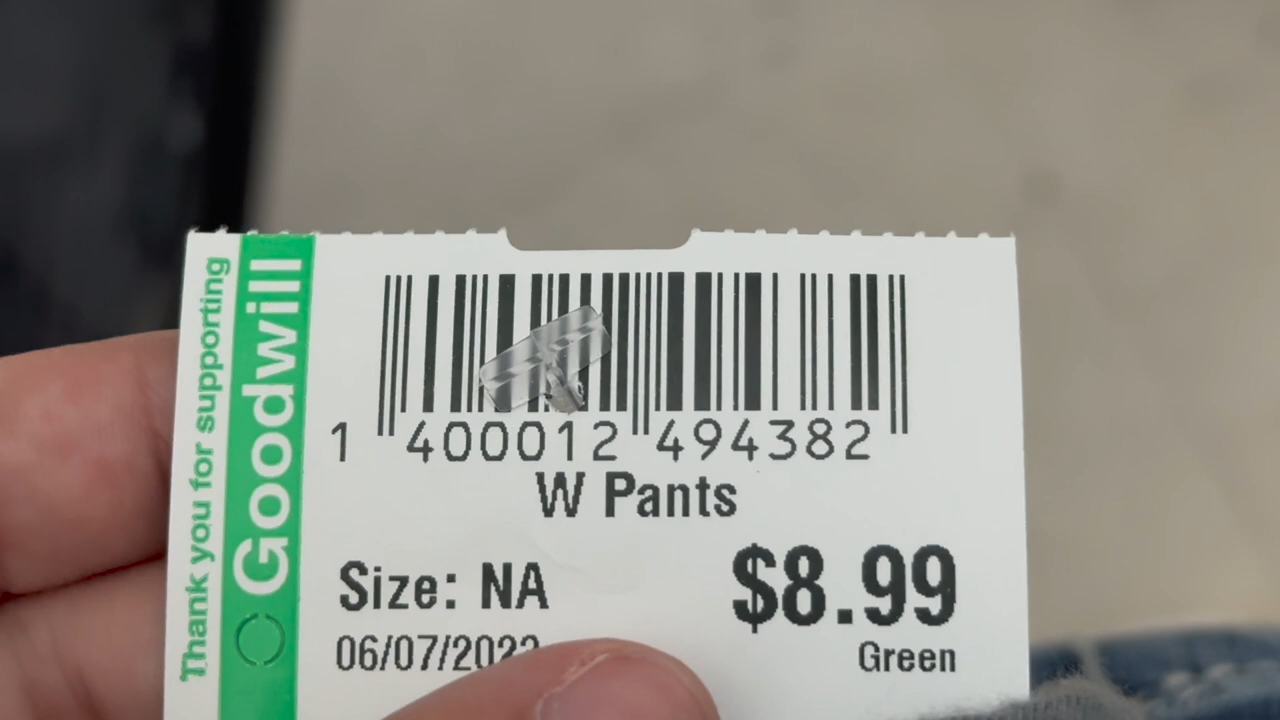 Thank you for supporting
Goodwill
1 400012 494382
W Pants
Size: NA
$8.99
Green